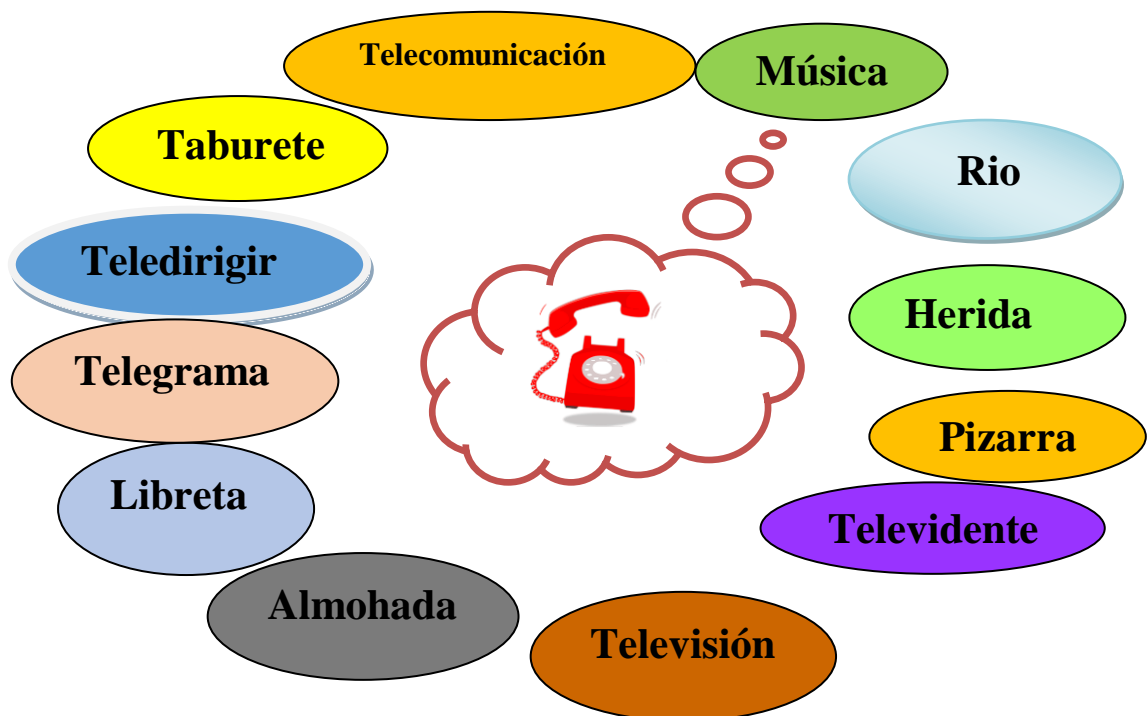 Telecomunicación
Música
Taburete
Rio
Teledirigir
Herida
Telegrama
Pizarra
Libreta
Televidente
Almohada
Televisión